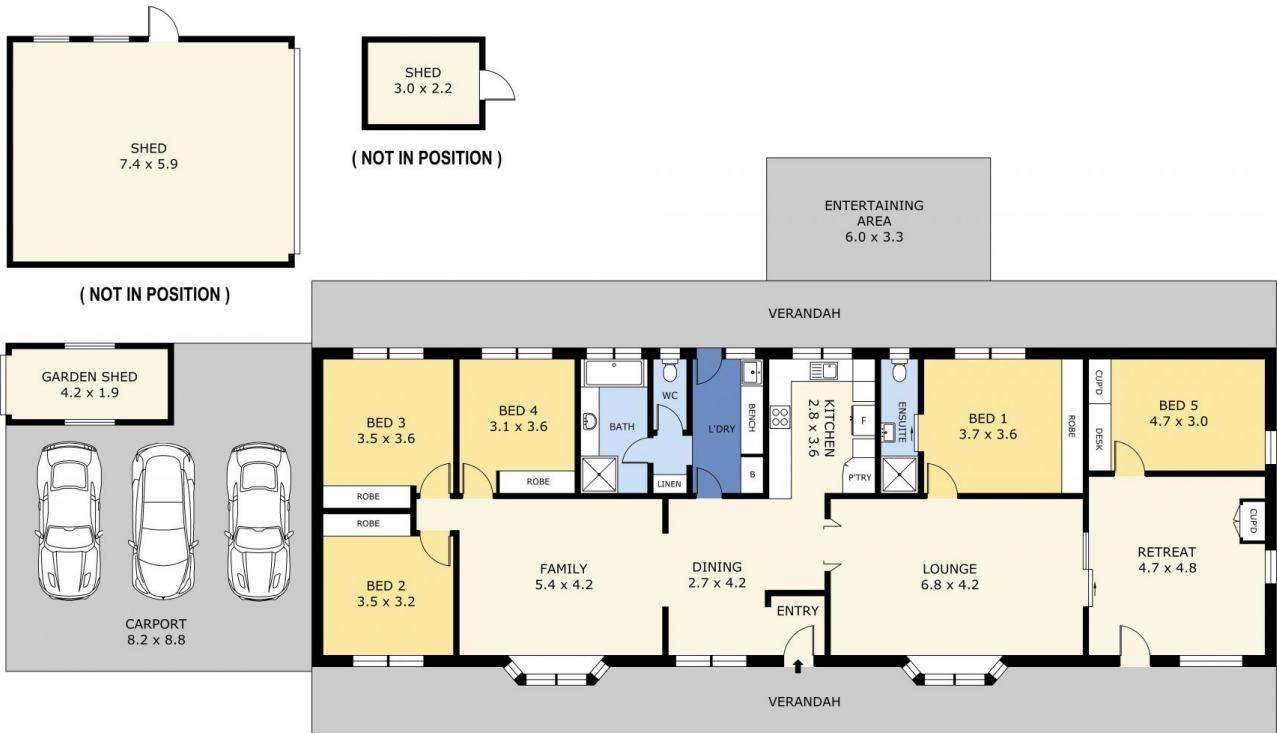 SHED
7.4 x 5.9
( NOT IN POSITION )
SHED
3.0 x 2.2
( NOT IN POSITION )
ENTERTAINING
AREA
6.0 x 3.3
VERANDAH
GARDEN SHED
4.2 x 1.9
CARPORT
8.2 x 8.8
BED 3
3.5 x 3.6
ROBE
ROBE
BED 2
3.5 x 3.2
BED 4
3.1 x 3.6
ROBE
BATH
WC
LINEN
L'DRY
BENCH
B
KITCHEN
2.8 x 3.6
F
P'TRY
ENSUITE
BED 1
3.7 x 3.6
ROBE
CUP'D
DESK
BED 5
4.7 x 3.0
FAMILY
5.4 x 4.2
DINING
2.7 x 4.2
ENTRY
LOUNGE
6.8 x 4.2
RETREAT
4.7 x 4.8
CUP'D
VERANDAH